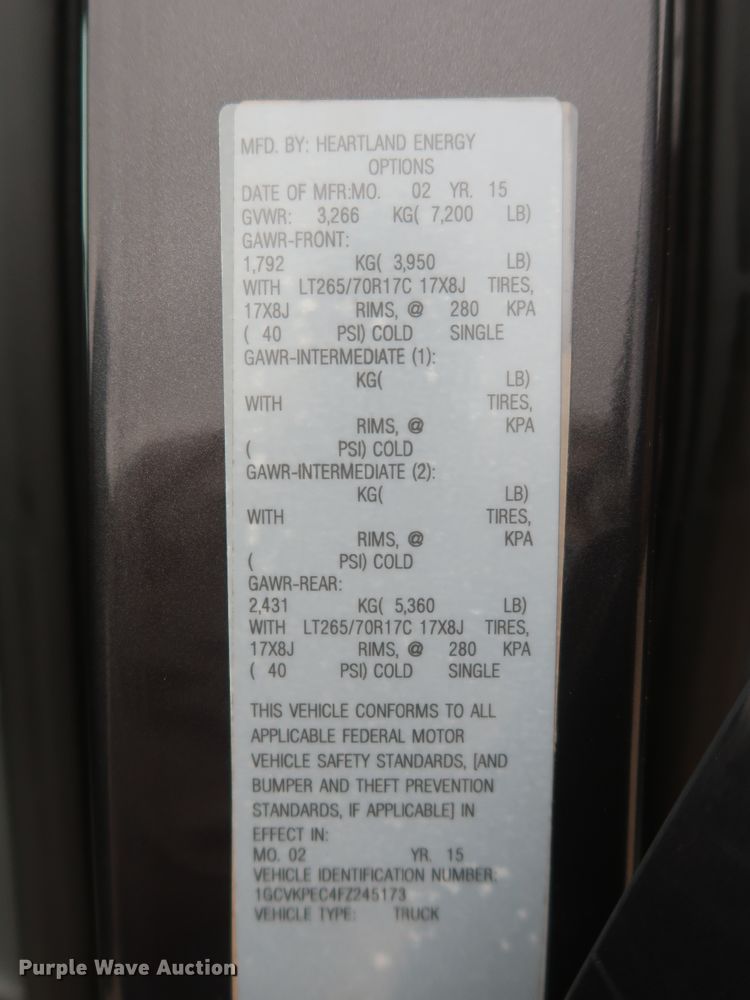 MFD. BY: HEARTLAND ENERGY
OPTIONS
DATE OF MFR:MO. 02 YR. 15
GVWR: 3,266 KG( 7,200 LB)
GAWR-FRONT:
1,792 KG( 3,950 LB)
WITH LT265/70R17C 17X8J TIRES,
17X8J RIMS, @ 280 KPA
( 40 PSI) COLD SINGLE
GAWR-INTERMEDIATE (1):
KG( LB)
WITH TIRES,
RIMS, @ KPA
( PSI) COLD
GAWR-INTERMEDIATE (2):
KG( LB)
WITH TIRES,
RIMS, @ KPA
( PSI) COLD
GAWR-REAR:
2,431 KG( 5,360 LB)
WITH LT265/70R17C 17X8J TIRES,
17X8J RIMS, @ 280 KPA
( 40 PSI) COLD SINGLE
THIS VEHICLE CONFORMS TO ALL
APPLICABLE FEDERAL MOTOR
VEHICLE SAFETY STANDARDS, [AND
BUMPER AND THEFT PREVENTION
STANDARDS, IF APPLICABLE] IN
EFFECT IN:
MO. 02 YR. 15
VEHICLE IDENTIFICATION NUMBER:
1GCVKPEC4FZ245173
VEHICLE TYPE: TRUCK
Purple Wave Auction